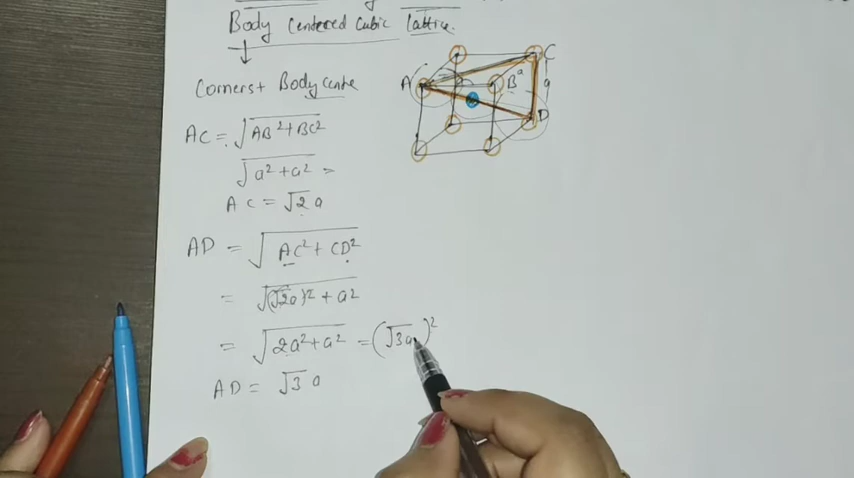 Body centered cubic lattice.
Corners + Body centre
A C B a a D
AC = √AB² + BC²
√a² + a² =
AC = √2 a
AD = √AC² + CD²
= √(√2a)² + a²
= √2a² + a² = (√3a)²
AD = √3 a